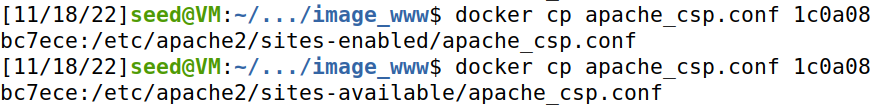 [11/18/22]seed@VM:~/.../image_www$ docker cp apache_csp.conf 1c0a08
bc7ece:/etc/apache2/sites-enabled/apache_csp.conf
[11/18/22]seed@VM:~/.../image_www$ docker cp apache_csp.conf 1c0a08
bc7ece:/etc/apache2/sites-available/apache_csp.conf